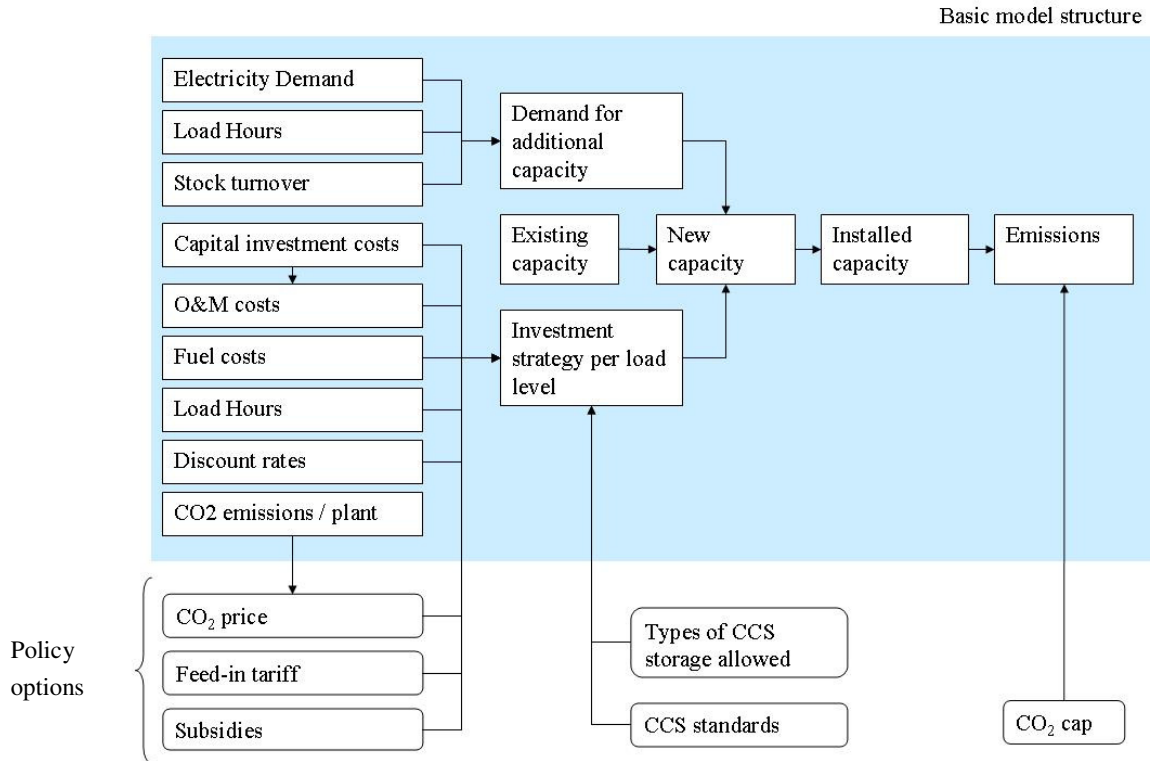 Basic model structure
Electricity Demand
Load Hours
Stock turnover
Demand for
additional
capacity
Capital investment costs
O&M costs
Fuel costs
Load Hours
Discount rates
CO2 emissions / plant
Existing
capacity
New
capacity
Installed
capacity
Emissions
Investment
strategy per load
level
Policy
options
CO₂ price
Feed-in tariff
Subsidies
Types of CCS
storage allowed
CCS standards
CO₂ cap